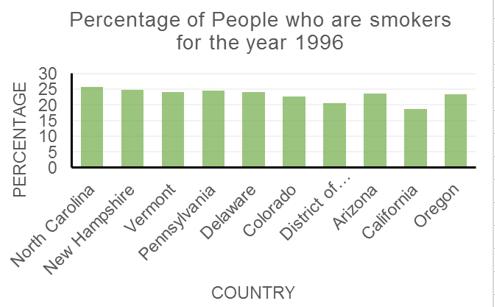 Percentage of People who are smokers
for the year 1996
PERCENTAGE
30
25
20
15
10
5
0
North Carolina
New Hampshire
Vermont
Pennsylvania
Delaware
Colorado
District of...
Arizona
California
Oregon
COUNTRY